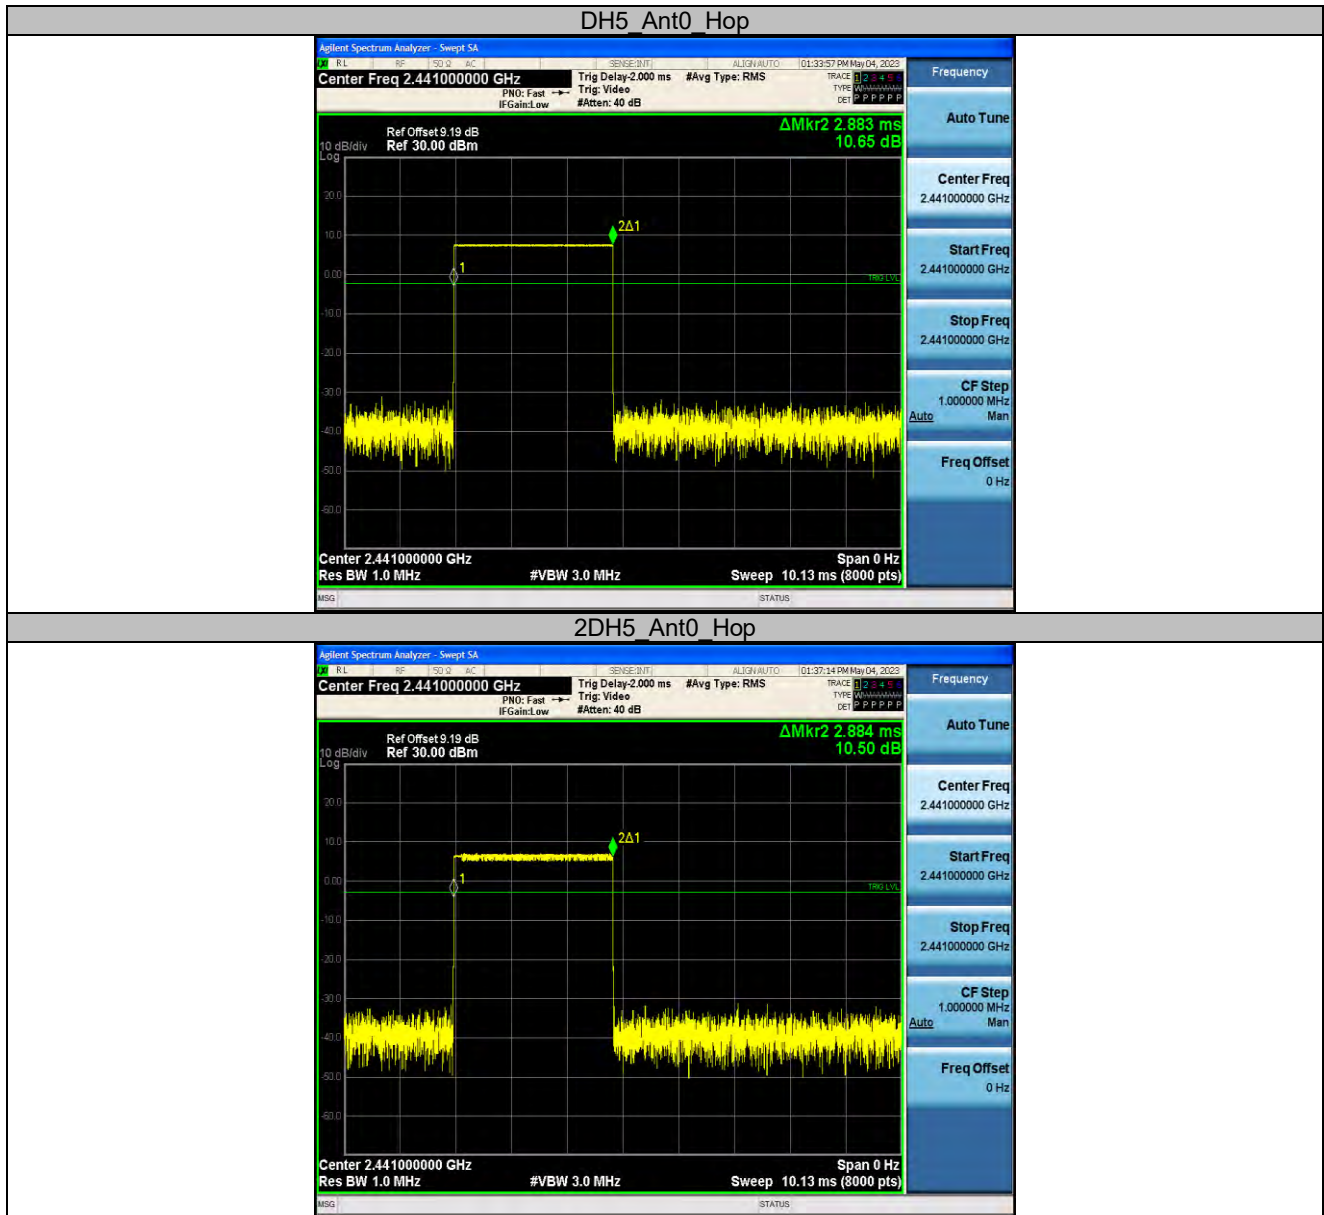 DH5_Ant0_Hop
Agilent Spectrum Analyzer - Swept SA
RL RF 50 Ω AC SENSE:INT ALIGN AUTO 01:33:57 PM May 04, 2023
Center Freq 2.441000000 GHz
PNO: Fast
IFGain:Low
Trig Delay-2.000 ms
Trig: Video
#Atten: 40 dB
#Avg Type: RMS
TRACE 1 2 3 4 5 6
TYPE
DET P P P P P P
Frequency
Auto Tune
Ref Offset 9.19 dB
10 dB/div Ref 30.00 dBm
Log
ΔMkr2 2.883 ms
10.65 dB
20.0
10.0
0.00
-10.0
-20.0
-30.0
-40.0
-50.0
-60.0
1
2Δ1
TRIG LVL
Center 2.441000000 GHz Span 0 Hz
Res BW 1.0 MHz #VBW 3.0 MHz Sweep 10.13 ms (8000 pts)
Center Freq
2.441000000 GHz
Start Freq
2.441000000 GHz
Stop Freq
2.441000000 GHz
CF Step
1.000000 MHz
Auto Man
Freq Offset
0 Hz
MSG STATUS
2DH5_Ant0_Hop
Agilent Spectrum Analyzer - Swept SA
RL RF 50 Ω AC SENSE:INT ALIGN AUTO 01:37:14 PM May 04, 2023
Center Freq 2.441000000 GHz
PNO: Fast
IFGain:Low
Trig Delay-2.000 ms
Trig: Video
#Atten: 40 dB
#Avg Type: RMS
TRACE 1 2 3 4 5 6
TYPE
DET P P P P P P
Frequency
Auto Tune
Ref Offset 9.19 dB
10 dB/div Ref 30.00 dBm
Log
ΔMkr2 2.884 ms
10.50 dB
20.0
10.0
0.00
-10.0
-20.0
-30.0
-40.0
-50.0
-60.0
1
2Δ1
TRIG LVL
Center 2.441000000 GHz Span 0 Hz
Res BW 1.0 MHz #VBW 3.0 MHz Sweep 10.13 ms (8000 pts)
Center Freq
2.441000000 GHz
Start Freq
2.441000000 GHz
Stop Freq
2.441000000 GHz
CF Step
1.000000 MHz
Auto Man
Freq Offset
0 Hz
MSG STATUS